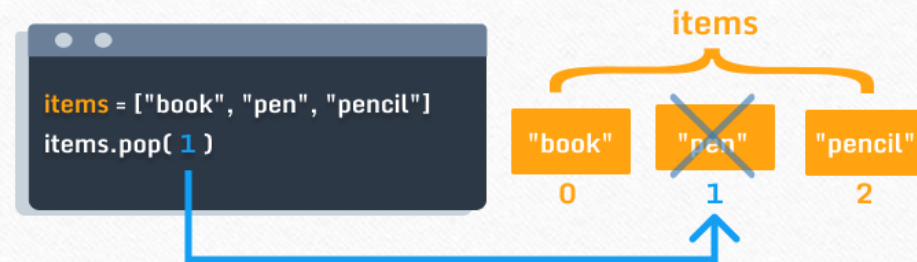 items = ["book", "pen", "pencil"]
items.pop( 1 )
items
"book" "pen" "pencil"
0 1 2